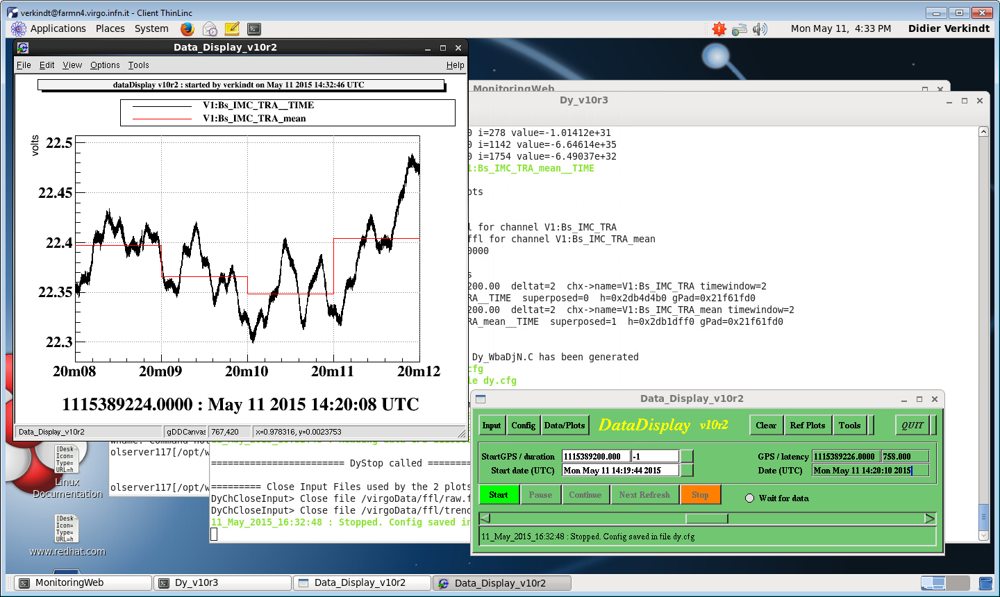 verkindt@farmn4.virgo.infn.it - Client ThinLinc
Applications Places System
Mon May 11, 4:33 PM Didier Verkindt
Data_Display_v10r2
File Edit View Options Tools Help
dataDisplay v10r2 : started by verkindt on May 11 2015 14:32:46 UTC
V1:Bs_IMC_TRA__TIME
V1:Bs_IMC_TRA_mean
volts
22.5
22.45
22.4
22.35
22.3
20m08 20m09 20m10 20m11 20m12
1115389224.0000 : May 11 2015 14:20:08 UTC
Data_Display_v10r2 gDDCanvas 767,420 x=0.978316, y=0.0023753
MonitoringWeb
Dy_v10r3
0 i=278 value=-1.01412e+31
0 i=1142 value=-6.64614e+35
0 i=1754 value=-6.49037e+32
1:Bs_IMC_TRA_mean__TIME
ots
l for channel V1:Bs_IMC_TRA
ffl for channel V1:Bs_IMC_TRA_mean
0000
s
200.00 deltat=2 chx->name=V1:Bs_IMC_TRA timewindow=2
RA__TIME superposed=0 h=0x2db4d4b0 gPad=0x21f61fd0
200.00 deltat=2 chx->name=V1:Bs_IMC_TRA_mean timewindow=2
RA_mean__TIME superposed=1 h=0x2db1dff0 gPad=0x21f61fd0
Dy_WbaDjN.C has been generated
cfg
le dy.cfg
olserver117[/opt/w
olserver117[/opt/w
======================== DyStop called ==========
========= Close Input Files used by the 2 plots
DyChCloseInput> Close file /virgoData/ffl/raw.f
DyChCloseInput> Close file /virgoData/ffl/trend
11_May_2015_16:32:48 : Stopped. Config saved in
Data_Display_v10r2
Input Config Data/Plots DataDisplay v10r2 Clear Ref Plots Tools QUIT
StartGPS / duration 1115389200.000 -1 GPS / latency 1115389226.0000 758.000
Start date (UTC) Mon May 11 14:19:44 2015 Date (UTC) Mon May 11 14:20:10 2015
Start Pause Continue Next Refresh Stop Wait for data
11_May_2015_16:32:48 : Stopped. Config saved in file dy.cfg
[Desk
Icon=
Type=
URL=h
Linux
Documentation
[Desk
Icon=
Type=
URL=h
www.redhat.com
MonitoringWeb Dy_v10r3 Data_Display_v10r2 Data_Display_v10r2